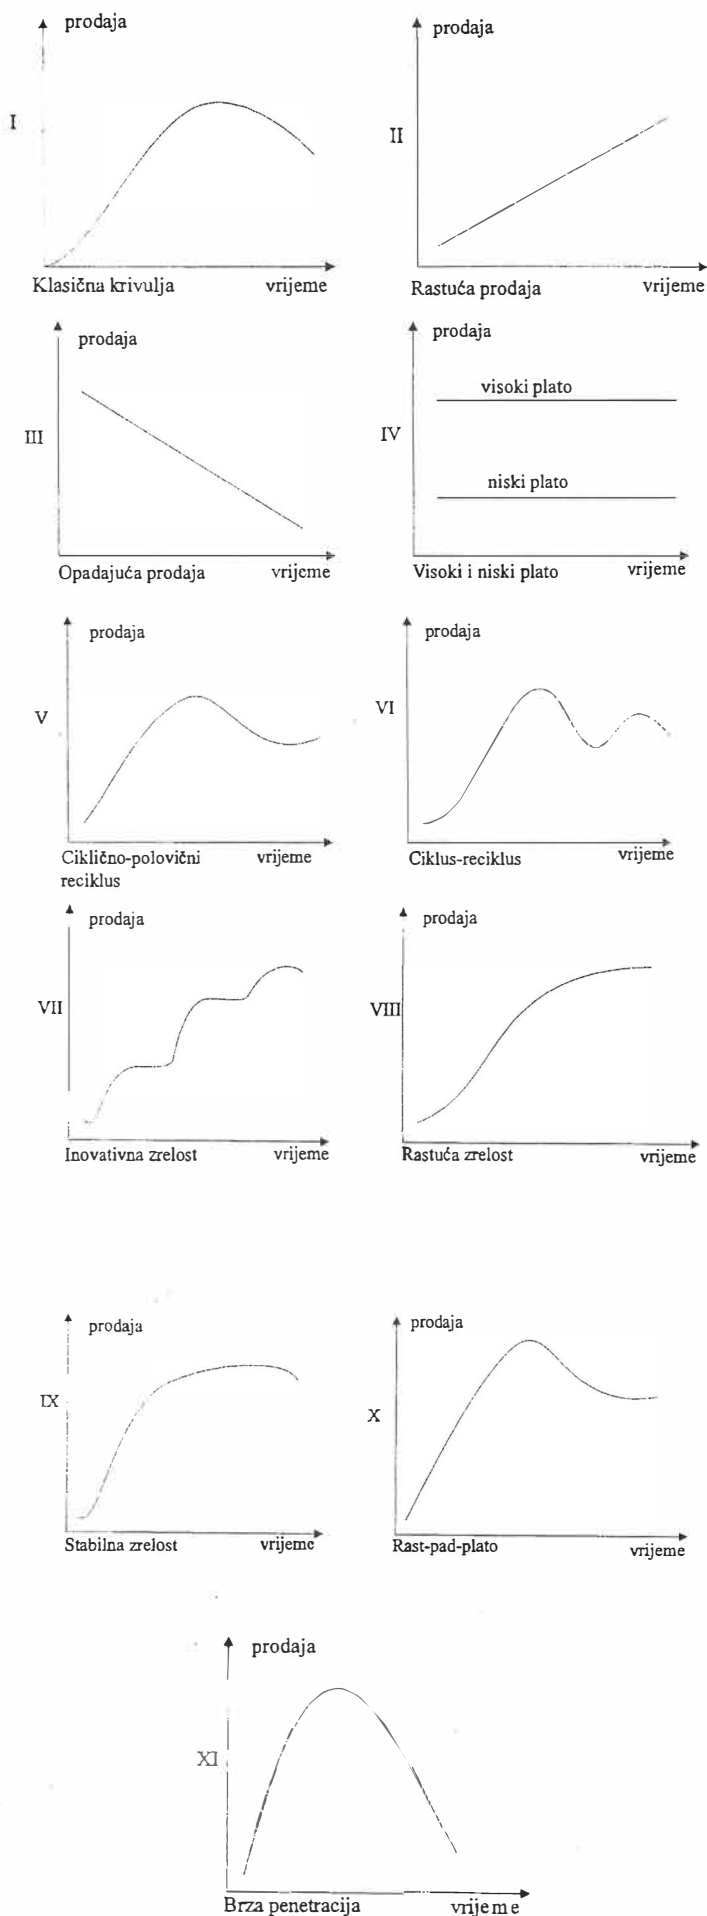 prodaja
I
Klasična krivulja vrijeme
prodaja
II
Rastuća prodaja vrijeme
prodaja
III
Opadajuća prodaja vrijeme
prodaja
IV
visoki plato
niski plato
Visoki i niski plato vrijeme
prodaja
V
Ciklično-polovični vrijeme
reciklus
prodaja
VI
Ciklus-reciklus vrijeme
prodaja
VII
Inovativna zrelost vrijeme
prodaja
VIII
Rastuća zrelost vrijeme
prodaja
IX
Stabilna zrelost vrijeme
prodaja
X
Rast-pad-plato vrijeme
prodaja
XI
Brza penetracija vrijeme